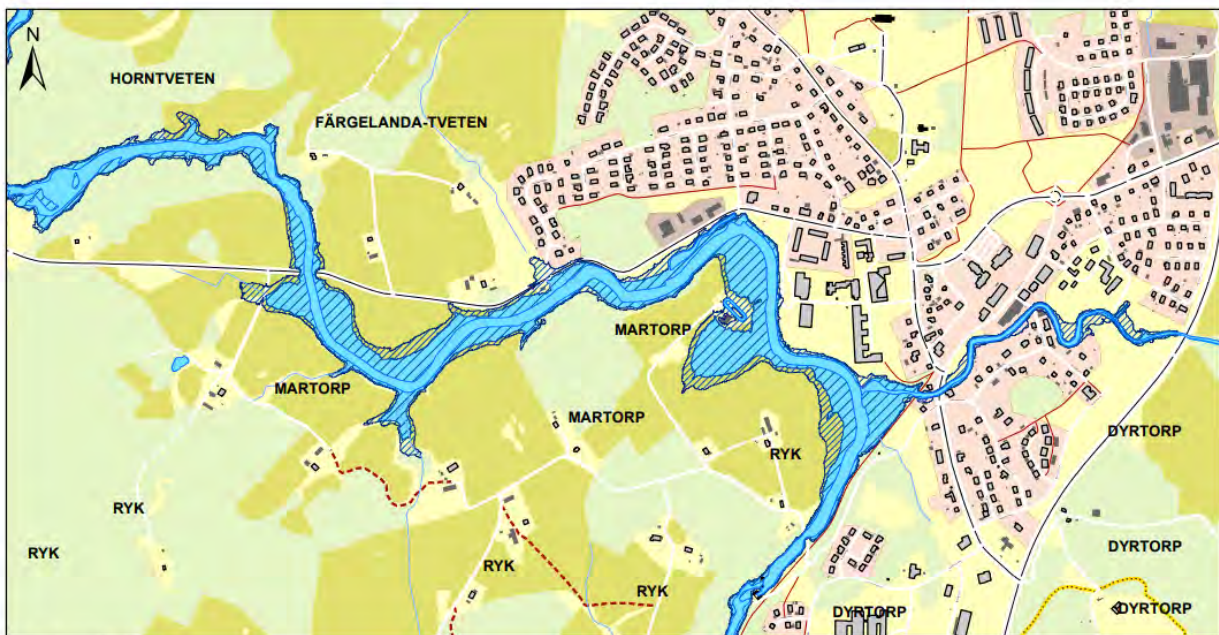 N
HORNTVETEN
FÄRGELANDA-TVETEN
MARTORP
MARTORP
MARTORP
RYK
DYRTORP
RYK
RYK
DYRTORP
RYK
RYK
DYRTORP
DYRTORP